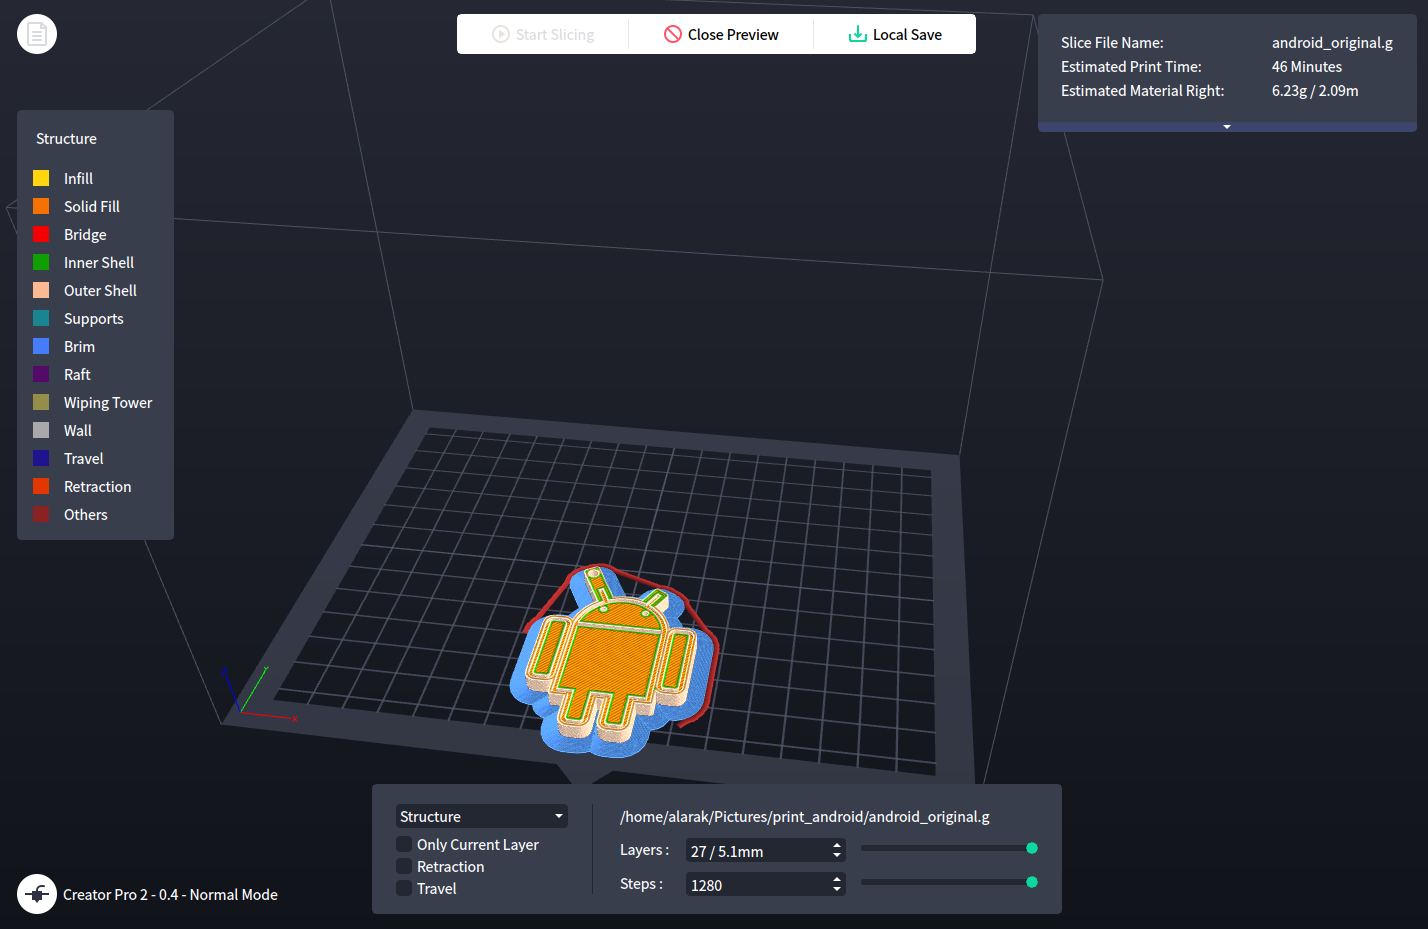 Start Slicing
Close Preview
Local Save
Slice File Name: android_original.g
Estimated Print Time: 46 Minutes
Estimated Material Right: 6.23g / 2.09m
Structure
Infill
Solid Fill
Bridge
Inner Shell
Outer Shell
Supports
Brim
Raft
Wiping Tower
Wall
Travel
Retraction
Others
X
Structure
Only Current Layer
Retraction
Travel
/home/alarak/Pictures/print_android/android_original.g
Layers : 27 / 5.1mm
Steps : 1280
Creator Pro 2 - 0.4 - Normal Mode